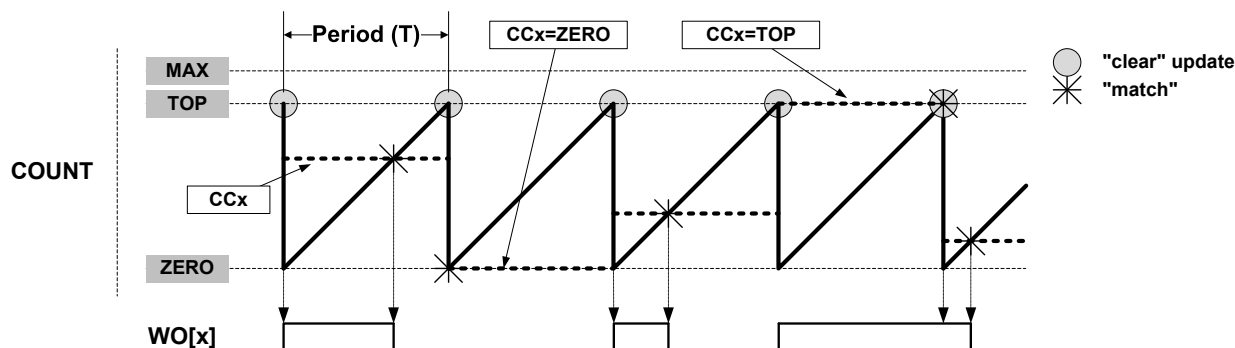 Period (T)
CCx=ZERO
CCx=TOP
"clear" update
"match"
MAX
TOP
COUNT
CCx
ZERO
WO[x]